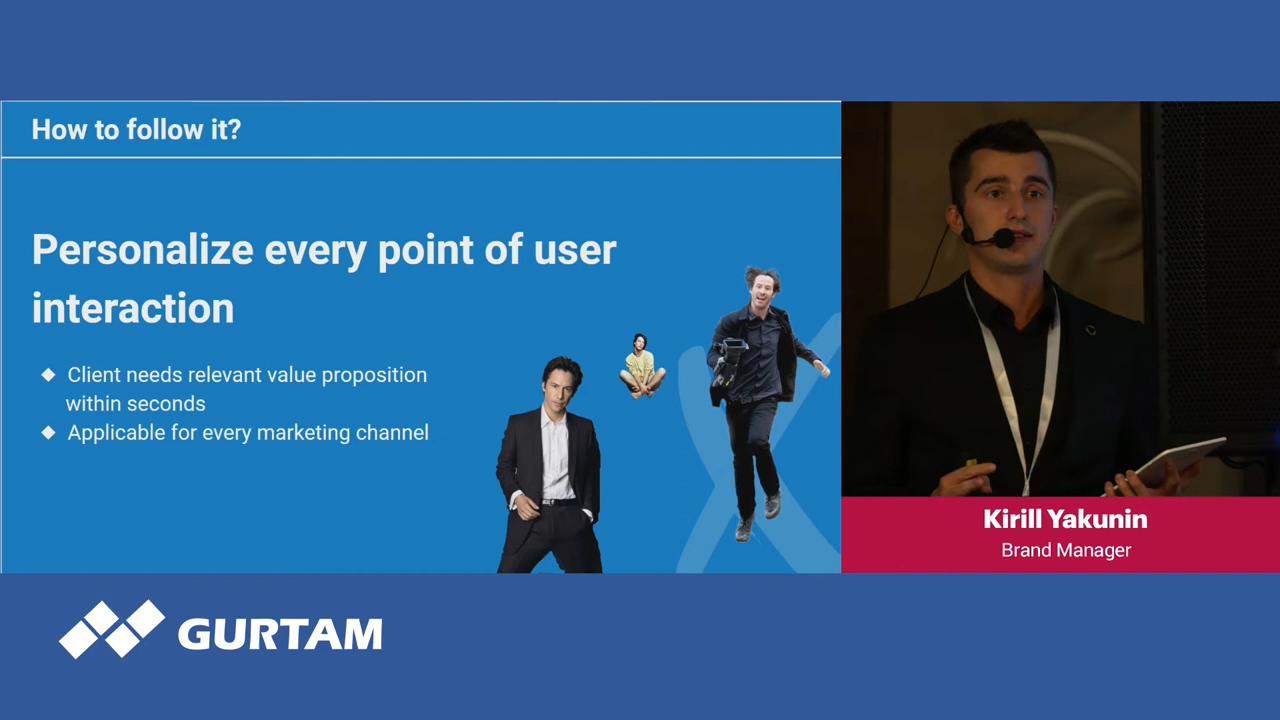 How to follow it?
Personalize every point of user
interaction
◆ Client needs relevant value proposition
within seconds
◆ Applicable for every marketing channel
Kirill Yakunin
Brand Manager
GURTAM